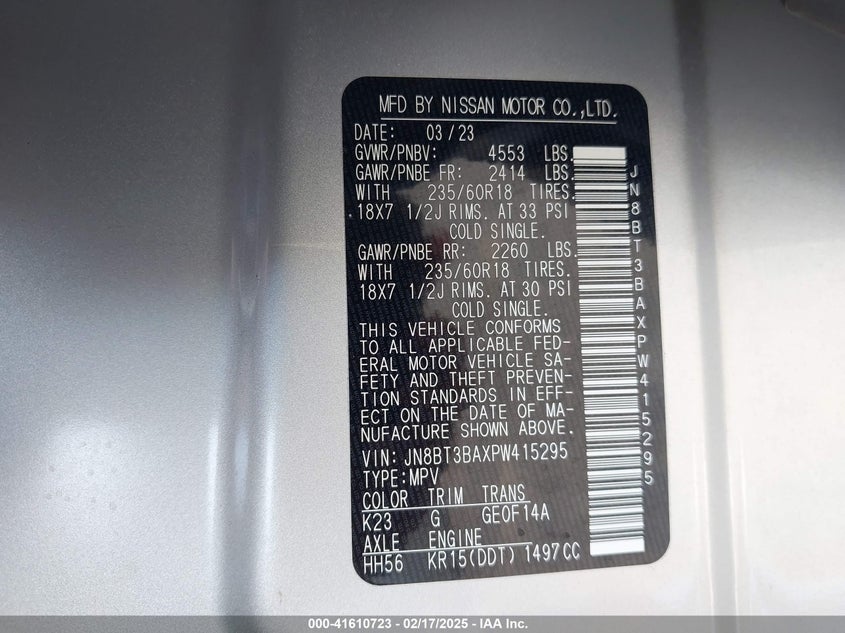 MFD BY NISSAN MOTOR CO.,LTD.
DATE: 03/23
GVWR/PNBV: 4553 LBS.
GAWR/PNBE FR: 2414 LBS.
WITH 235/60R18 TIRES.
18X7 1/2J RIMS. AT 33 PSI
COLD SINGLE.
GAWR/PNBE RR: 2260 LBS.
WITH 235/60R18 TIRES.
18X7 1/2J RIMS. AT 30 PSI
COLD SINGLE.
THIS VEHICLE CONFORMS
TO ALL APPLICABLE FED-
ERAL MOTOR VEHICLE SA-
FETY AND THEFT PREVEN-
TION STANDARDS IN EFF-
ECT ON THE DATE OF MA-
NUFACTURE SHOWN ABOVE.
VIN: JN8BT3BAXPW415295
TYPE:MPV
COLOR TRIM TRANS
K23 G GE0F14A
AXLE ENGINE
HH56 KR15(DDT) 1497CC
JN8BT3BAXPW415295
000-41610723 - 02/17/2025 - IAA Inc.